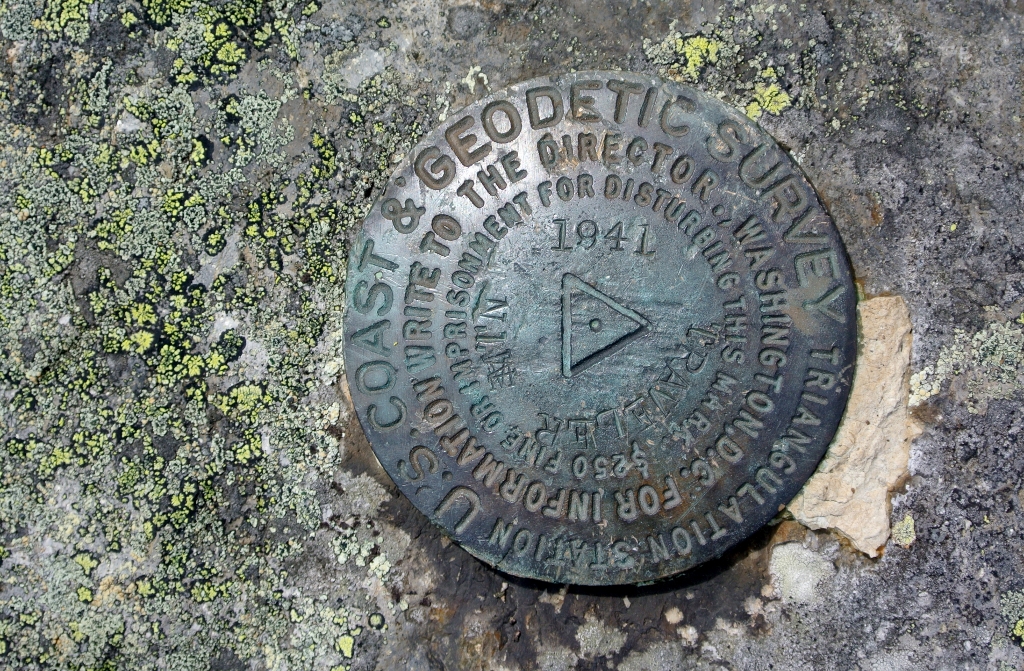 U.S. COAST & GEODETIC SURVEY TRIANGULATION STATION
FOR INFORMATION WRITE TO THE DIRECTOR, WASHINGTON, D.C.
$250 FINE OR IMPRISONMENT FOR DISTURBING THIS MARK.
1941
TRAVELER
MTN